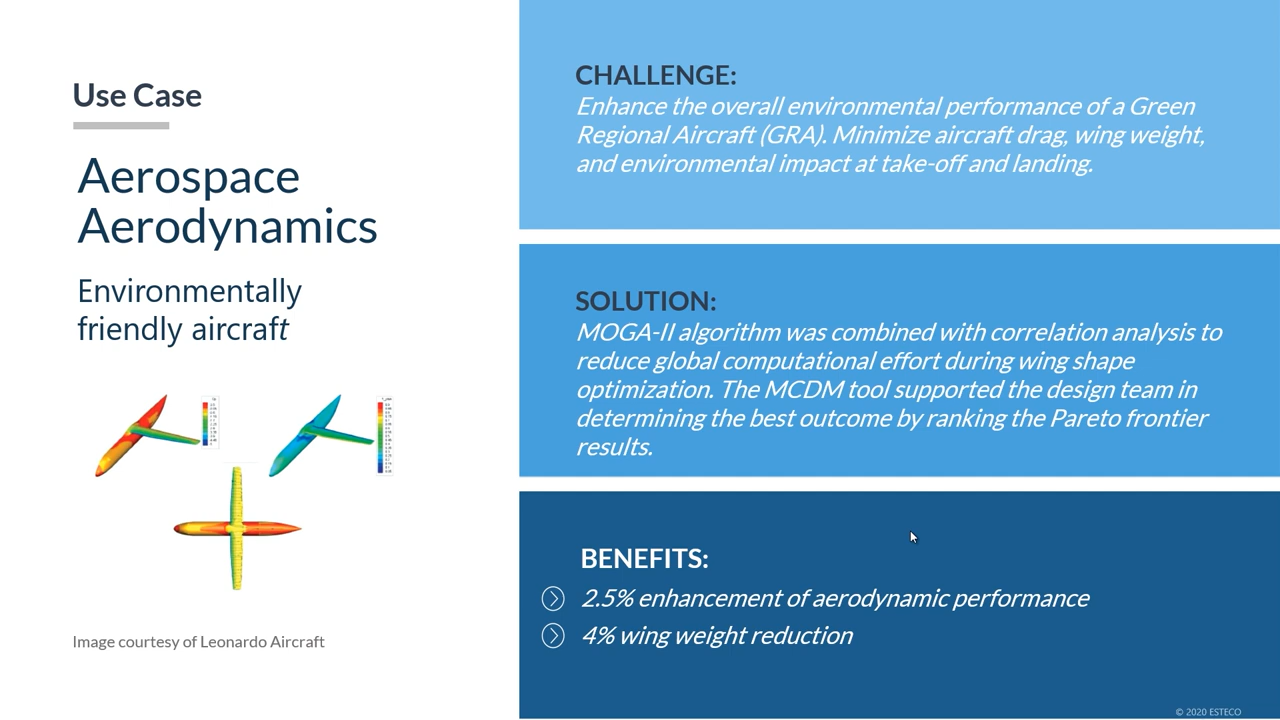 Use Case
Aerospace
Aerodynamics
Environmentally
friendly aircraft
Image courtesy of Leonardo Aircraft
CHALLENGE:
Enhance the overall environmental performance of a Green
Regional Aircraft (GRA). Minimize aircraft drag, wing weight,
and environmental impact at take-off and landing.
SOLUTION:
MOGA-II algorithm was combined with correlation analysis to
reduce global computational effort during wing shape
optimization. The MCDM tool supported the design team in
determining the best outcome by ranking the Pareto frontier
results.
BENEFITS:
2.5% enhancement of aerodynamic performance
4% wing weight reduction
© 2020 ESTECO